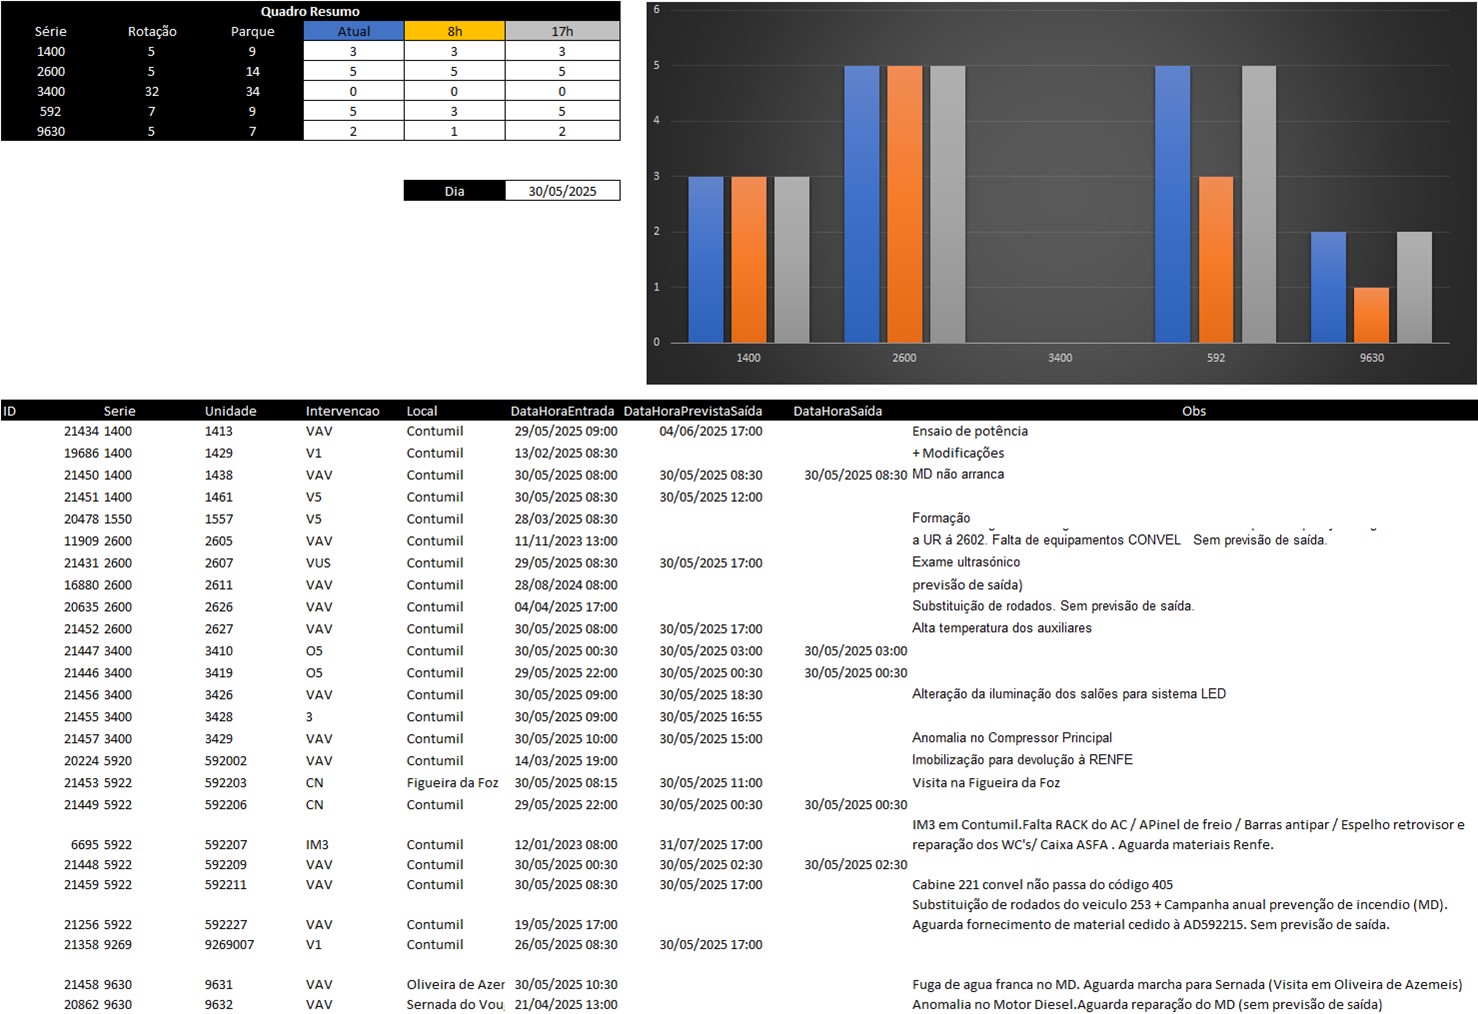 Quadro Resumo
Série Rotação Parque Atual 8h 17h
1400 5 9 3 3 3
2600 5 14 5 5 5
3400 32 34 0 0 0
592 7 9 5 3 5
9630 5 7 2 1 2
Dia 30/05/2025
6
5
4
3
2
1
0
1400 2600 3400 592 9630
ID Serie Unidade Intervencao Local DataHoraEntrada DataHoraPrevistaSaída DataHoraSaída Obs
21434 1400 1413 VAV Contumil 29/05/2025 09:00 04/06/2025 17:00 Ensaio de potência
19686 1400 1429 V1 Contumil 13/02/2025 08:30 + Modificações
21450 1400 1438 VAV Contumil 30/05/2025 08:00 30/05/2025 08:30 30/05/2025 08:30 MD não arranca
21451 1400 1461 V5 Contumil 30/05/2025 08:30 30/05/2025 12:00
20478 1550 1557 V5 Contumil 28/03/2025 08:30 Formação
11909 2600 2605 VAV Contumil 11/11/2023 13:00 a UR á 2602. Falta de equipamentos CONVEL Sem previsão de saída.
21431 2600 2607 VUS Contumil 29/05/2025 08:30 30/05/2025 17:00 Exame ultrasónico
16880 2600 2611 VAV Contumil 28/08/2024 08:00 previsão de saída)
20635 2600 2626 VAV Contumil 04/04/2025 17:00 Substituição de rodados. Sem previsão de saída.
21452 2600 2627 VAV Contumil 30/05/2025 08:00 30/05/2025 17:00 Alta temperatura dos auxiliares
21447 3400 3410 O5 Contumil 30/05/2025 00:30 30/05/2025 03:00 30/05/2025 03:00
21446 3400 3419 O5 Contumil 29/05/2025 22:00 30/05/2025 00:30 30/05/2025 00:30
21456 3400 3426 VAV Contumil 30/05/2025 09:00 30/05/2025 18:30 Alteração da iluminação dos salões para sistema LED
21455 3400 3428 3 Contumil 30/05/2025 09:00 30/05/2025 16:55
21457 3400 3429 VAV Contumil 30/05/2025 10:00 30/05/2025 15:00 Anomalia no Compressor Principal
20224 5920 592002 VAV Contumil 14/03/2025 19:00 Imobilização para devolução à RENFE
21453 5922 592203 CN Figueira da Foz 30/05/2025 08:15 30/05/2025 11:00 Visita na Figueira da Foz
21449 5922 592206 CN Contumil 29/05/2025 22:00 30/05/2025 00:30 30/05/2025 00:30
IM3 em Contumil.Falta RACK do AC / APinel de freio / Barras antipar / Espelho retrovisor e
6695 5922 592207 IM3 Contumil 12/01/2023 08:00 31/07/2025 17:00 reparação dos WC's/ Caixa ASFA . Aguarda materiais Renfe.
21448 5922 592209 VAV Contumil 30/05/2025 00:30 30/05/2025 02:30 30/05/2025 02:30
21459 5922 592211 VAV Contumil 30/05/2025 08:30 30/05/2025 17:00 Cabine 221 convel não passa do código 405
Substituição de rodados do veiculo 253 + Campanha anual prevenção de incendio (MD).
21256 5922 592227 VAV Contumil 19/05/2025 17:00 Aguarda fornecimento de material cedido à AD592215. Sem previsão de saída.
21358 9269 9269007 V1 Contumil 26/05/2025 08:30 30/05/2025 17:00
21458 9630 9631 VAV Oliveira de Azer 30/05/2025 10:30 Fuga de agua franca no MD. Aguarda marcha para Sernada (Visita em Oliveira de Azemeis)
20862 9630 9632 VAV Sernada do Vou 21/04/2025 13:00 Anomalia no Motor Diesel.Aguarda reparação do MD (sem previsão de saída)